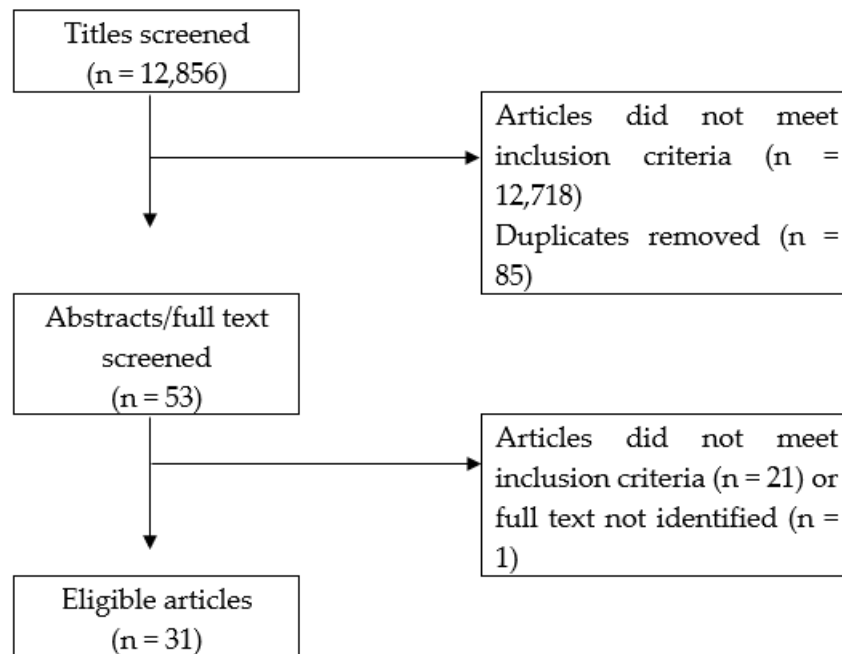 Titles screened
(n = 12,856)
Articles did not meet
inclusion criteria (n =
12,718)
Duplicates removed (n =
85)
Abstracts/full text
screened
(n = 53)
Articles did not meet
inclusion criteria (n = 21) or
full text not identified (n =
1)
Eligible articles
(n = 31)